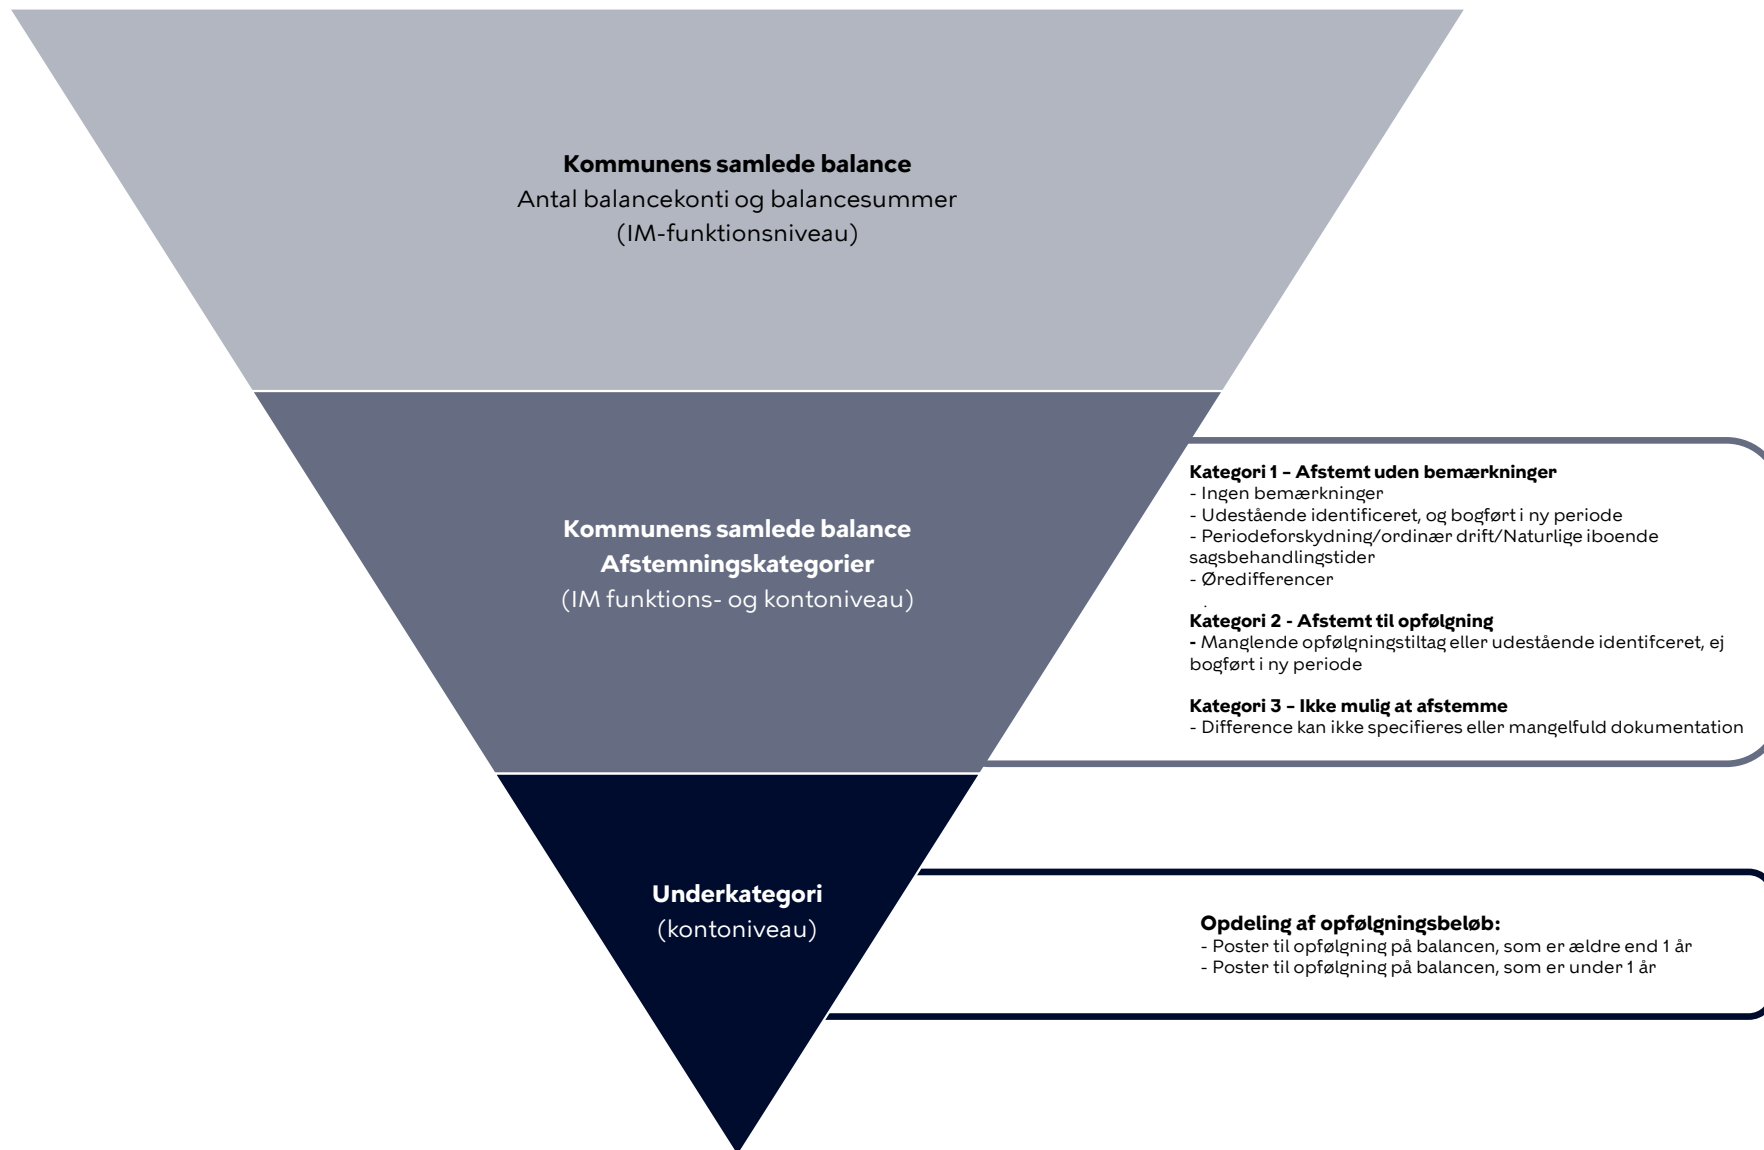 Kommunens samlede balance
Antal balancekonti og balancesummer
(IM-funktionsniveau)
Kommunens samlede balance
Afstemningskategorier
(IM funktions- og kontoniveau)
Kategori 1 – Afstemt uden bemærkninger
- Ingen bemærkninger
- Udestående identificeret, og bogført i ny periode
- Periodeforskydning/ordinær drift/Naturlige iboende
sagsbehandlingstider
- Øredifferencer
.
Kategori 2 - Afstemt til opfølgning
- Manglende opfølgningstiltag eller udestående identifceret, ej
bogført i ny periode
Kategori 3 – Ikke mulig at afstemme
- Difference kan ikke specifieres eller mangelfuld dokumentation
Underkategori
(kontoniveau)
Opdeling af opfølgningsbeløb:
- Poster til opfølgning på balancen, som er ældre end 1 år
- Poster til opfølgning på balancen, som er under 1 år